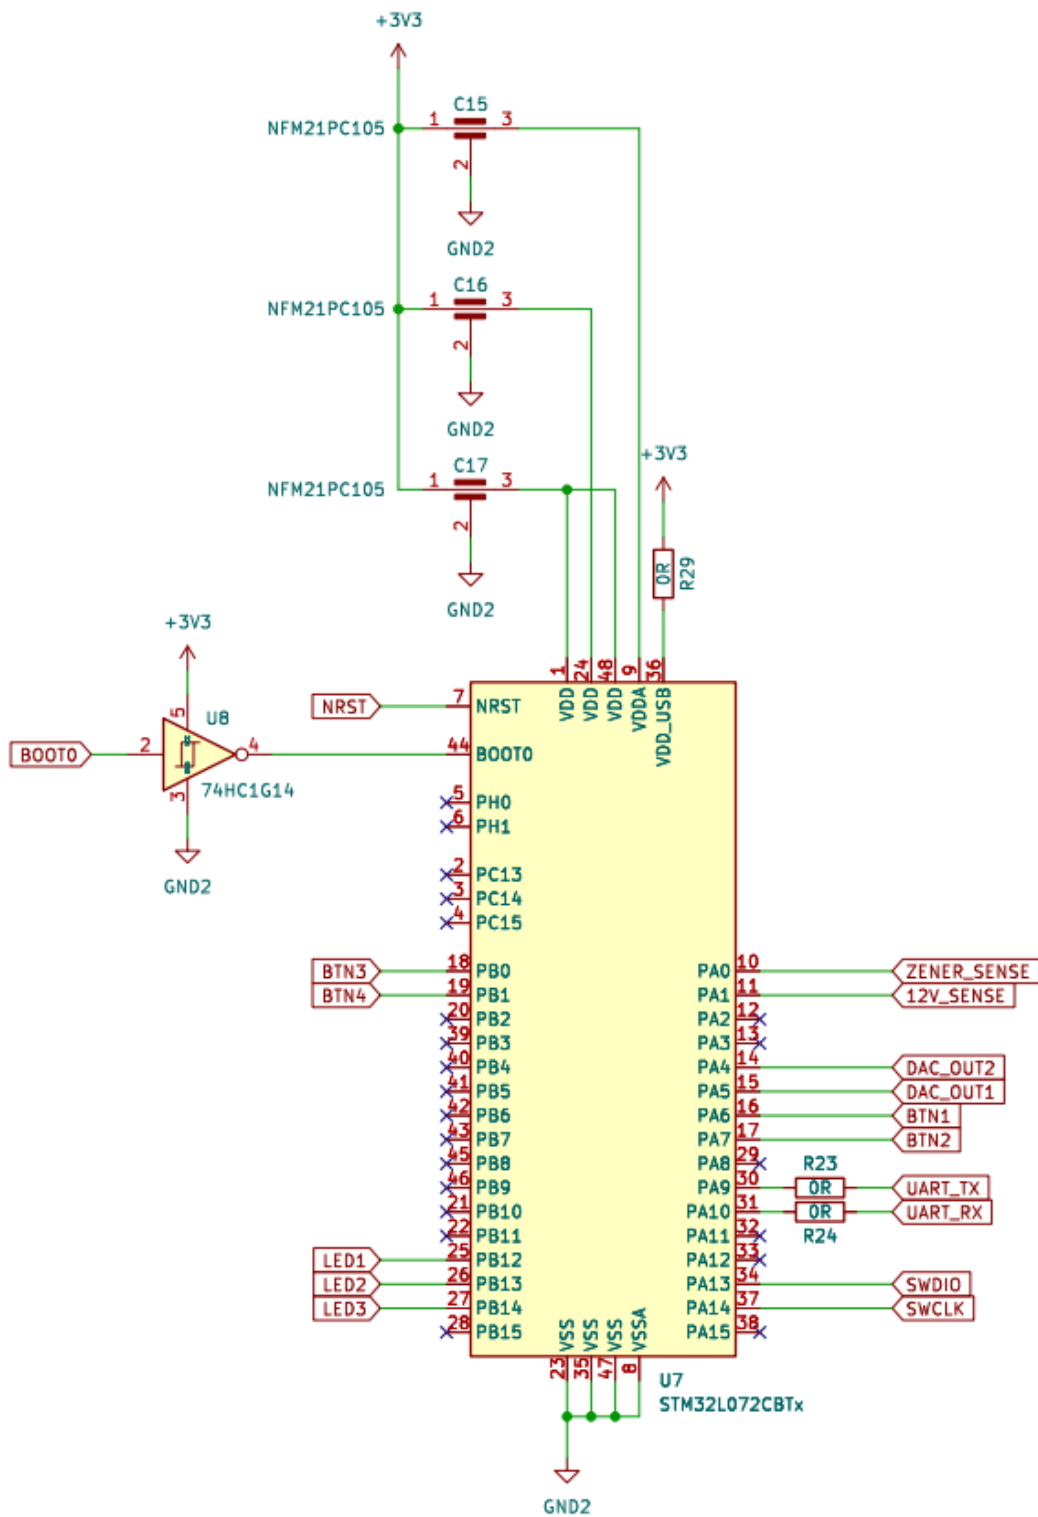 +3V3
C15
NFM21PC105 1 3
2
GND2
C16
NFM21PC105 1 3
2
GND2
+3V3
C17
NFM21PC105 1 3
2
0R R29
GND2
+3V3
1 24 48 9 36
VDD VDD VDD VDDA VDD_USB
5 U8
NRST 7 NRST
BOOT0 2 4 44 BOOT0
3 74HC1G14
GND2
5 PH0
6 PH1
2 PC13
3 PC14
4 PC15
BTN3 18 PB0 PA0 10 ZENER_SENSE
BTN4 19 PB1 PA1 11 12V_SENSE
20 PB2 PA2 12
39 PB3 PA3 13
40 PB4 PA4 14 DAC_OUT2
41 PB5 PA5 15 DAC_OUT1
42 PB6 PA6 16 BTN1
43 PB7 PA7 17 BTN2
45 PB8 PA8 29 R23
46 PB9 PA9 30 0R UART_TX
21 PB10 PA10 31 0R UART_RX
22 PB11 PA11 32 R24
LED1 25 PB12 PA12 33
LED2 26 PB13 PA13 34 SWDIO
LED3 27 PB14 PA14 37 SWCLK
28 PB15 PA15 38
VSS VSS VSS VSSA
23 35 47 8
U7
STM32L072CBTx
GND2